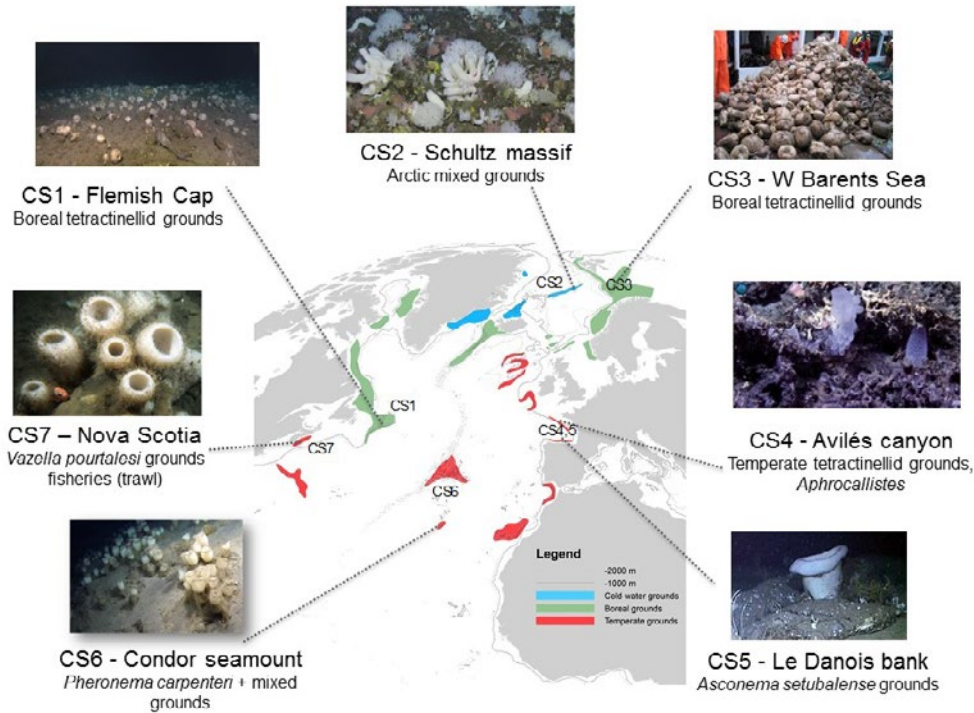 CS1 - Flemish Cap
Boreal tetractinellid grounds
CS2 - Schultz massif
Arctic mixed grounds
CS3 - W Barents Sea
Boreal tetractinellid grounds
CS7 – Nova Scotia
Vazella pourtalesi grounds
fisheries (trawl)
CS4 - Avilés canyon
Temperate tetractinellid grounds,
Aphrocallistes
CS6 - Condor seamount
Pheronema carpenteri + mixed
grounds
CS5 - Le Danois bank
Asconema setubalense grounds
CS2
CS3
CS1
CS4, 5
CS7
CS6
Legend
-2000 m
-1000 m
Cold water grounds
Boreal grounds
Temperate grounds